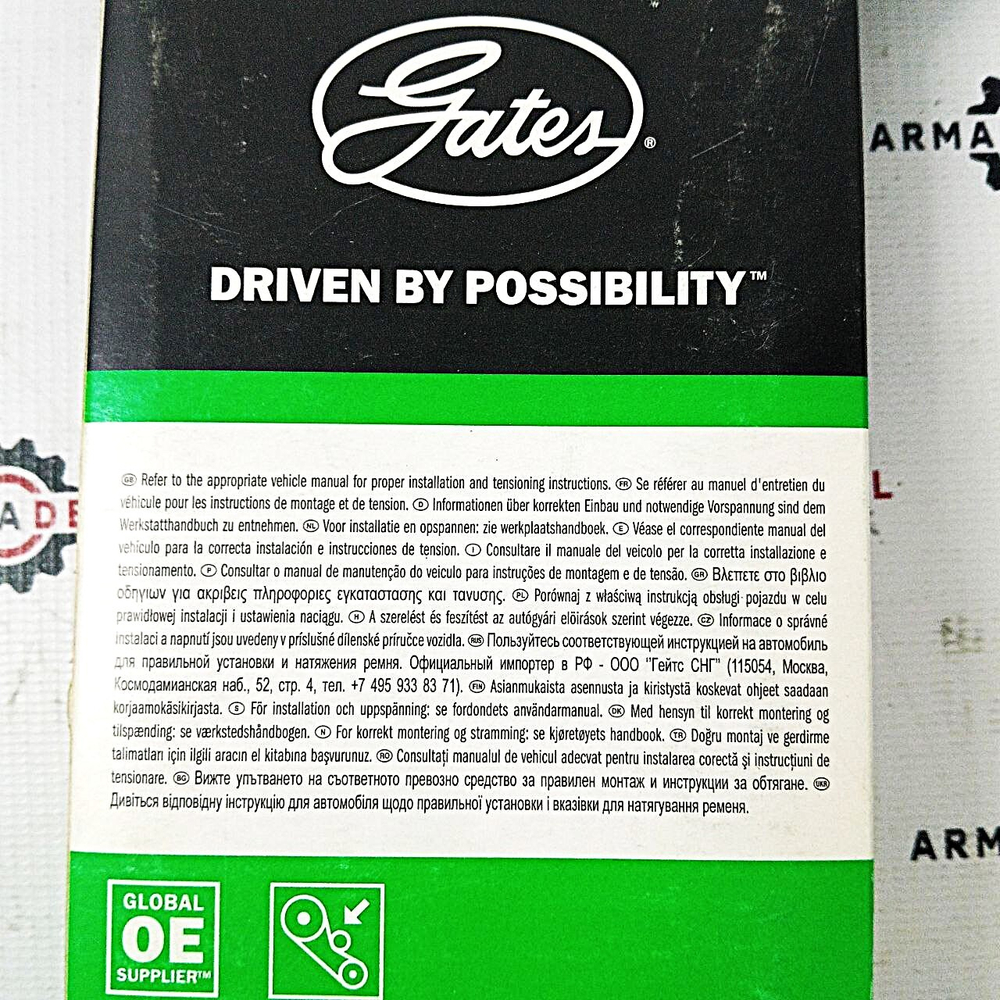 Gates®
DRIVEN BY POSSIBILITY™
GB Refer to the appropriate vehicle manual for proper installation and tensioning instructions. FR Se référer au manuel d'entretien du
véhicule pour les instructions de montage et de tension. D Informationen über korrekten Einbau und notwendige Vorspannung sind dem
Werkstatthandbuch zu entnehmen. NL Voor installatie en opspannen: zie werkplaatshandboek. E Véase el correspondiente manual del
vehículo para la correcta instalación e instrucciones de tension. I Consultare il manuale del veicolo per la corretta installazione e
tensionamento. P Consultar o manual de manutenção do veiculo para instruções de montagem e de tensão. GR Βλεπετε στο βιβλιο
οδηγιων για ακριβεις πληροφοριες εγκαταστασης και τανυσης. PL Porównaj z właściwą instrukcją obsługi pojazdu w celu
prawidłowej instalacji i ustawienia naciągu. H A szerelést és feszítést az autógyári előírások szerint végezze. CZ Informace o správné
instalaci a napnutí jsou uvedeny v príslušné dílenské príručce vozidla. RUS Пользуйтесь соответствующей инструкцией на автомобиль
для правильной установки и натяжения ремня. Официальный импортер в РФ - ООО "Гейтс СНГ" (115054, Москва,
Космодамианская наб., 52, стр. 4, тел. +7 495 933 83 71). FIN Asianmukaista asennusta ja kiristystä koskevat ohjeet saadaan
korjaamokäsikirjasta. S För installation och uppspänning: se fordondets användarmanual. DK Med hensyn til korrekt montering og
tilspænding: se værkstedshåndbogen. N For korrekt montering og stramming: se kjøretøyets handbook. TR Doğru montaj ve gerdirme
talimatları için ilgili aracın el kitabına başvurunuz. RO Consultaţi manualul de vehicul adecvat pentru instalarea corectă şi instrucţiuni de
tensionare. BG Вижте упътването на съответното превозно средство за правилен монтаж и инструкции за обтягане. UKR
Дивіться відповідну інструкцію для автомобіля щодо правильної установки і вказівки для натягування ременя.
GLOBAL
OE
SUPPLIER™
ARMA
A DE
L
ARM